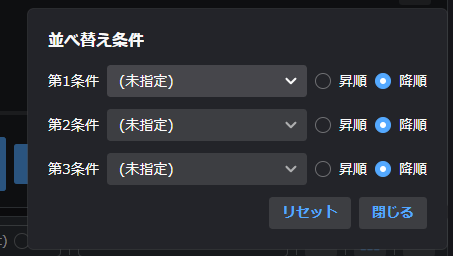 並べ替え条件
第1条件 (未指定) 昇順 降順
第2条件 (未指定) 昇順 降順
第3条件 (未指定) 昇順 降順
リセット 閉じる